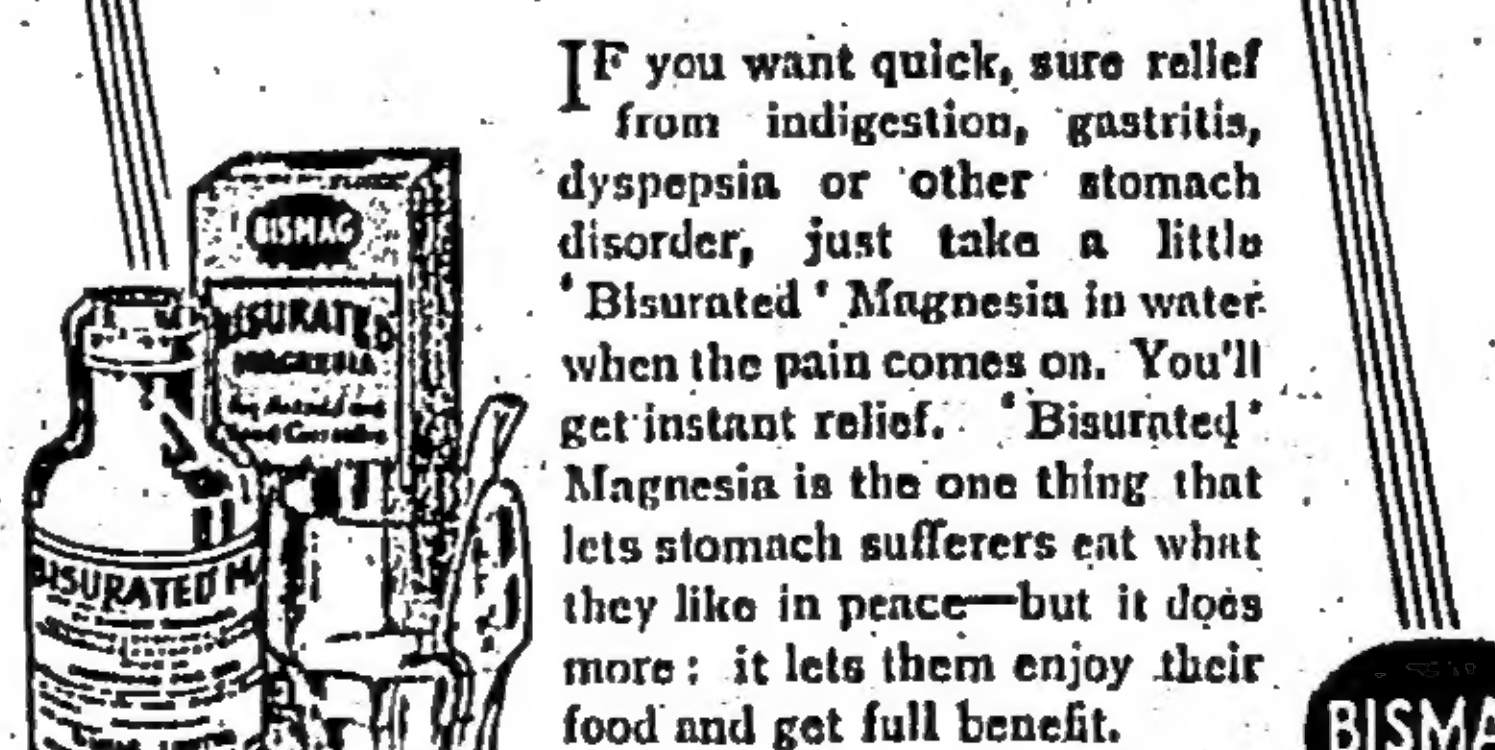 IF you want quick, sure relief
from indigestion, gastritis,
dyspepsia or other stomach
disorder, just take a little
'Bisurated' Magnesia in water
when the pain comes on. You'll
get instant relief. 'Bisurated'
Magnesia is the one thing that
lets stomach sufferers eat what
they like in peace—but it does
more: it lets them enjoy their
food and get full benefit.
BISMAG
ISURATED
MAGNESIA
BISURATED M
BISMA